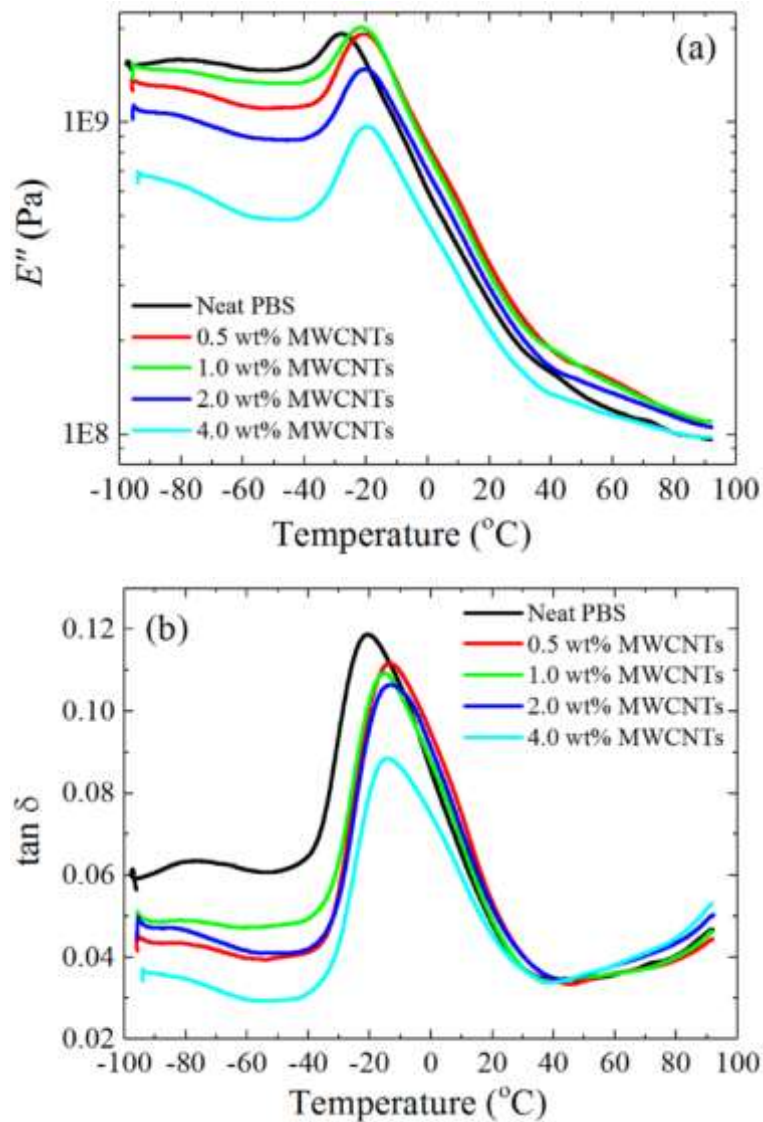 (a)
1E9
1E8
E″ (Pa)
Neat PBS
0.5 wt% MWCNTs
1.0 wt% MWCNTs
2.0 wt% MWCNTs
4.0 wt% MWCNTs
-100 -80 -60 -40 -20 0 20 40 60 80 100
Temperature (°C)
(b)
0.12
0.10
0.08
0.06
0.04
0.02
tan δ
Neat PBS
0.5 wt% MWCNTs
1.0 wt% MWCNTs
2.0 wt% MWCNTs
4.0 wt% MWCNTs
-100 -80 -60 -40 -20 0 20 40 60 80 100
Temperature (°C)